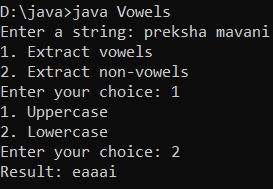 D:\java>java Vowels
Enter a string: preksha mavani
1. Extract vowels
2. Extract non-vowels
Enter your choice: 1
1. Uppercase
2. Lowercase
Enter your choice: 2
Result: eaaai